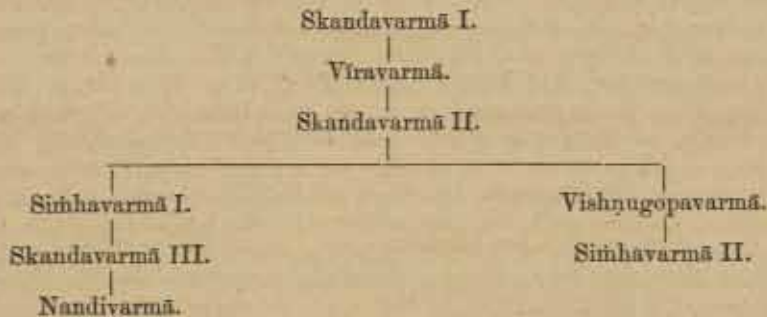 Skandavarmā I.
Vīravarmā.
Skandavarmā II.
Siṁhavarmā I. Vishṇugopavarmā.
Skandavarmā III. Siṁhavarmā II.
Nandivarmā.